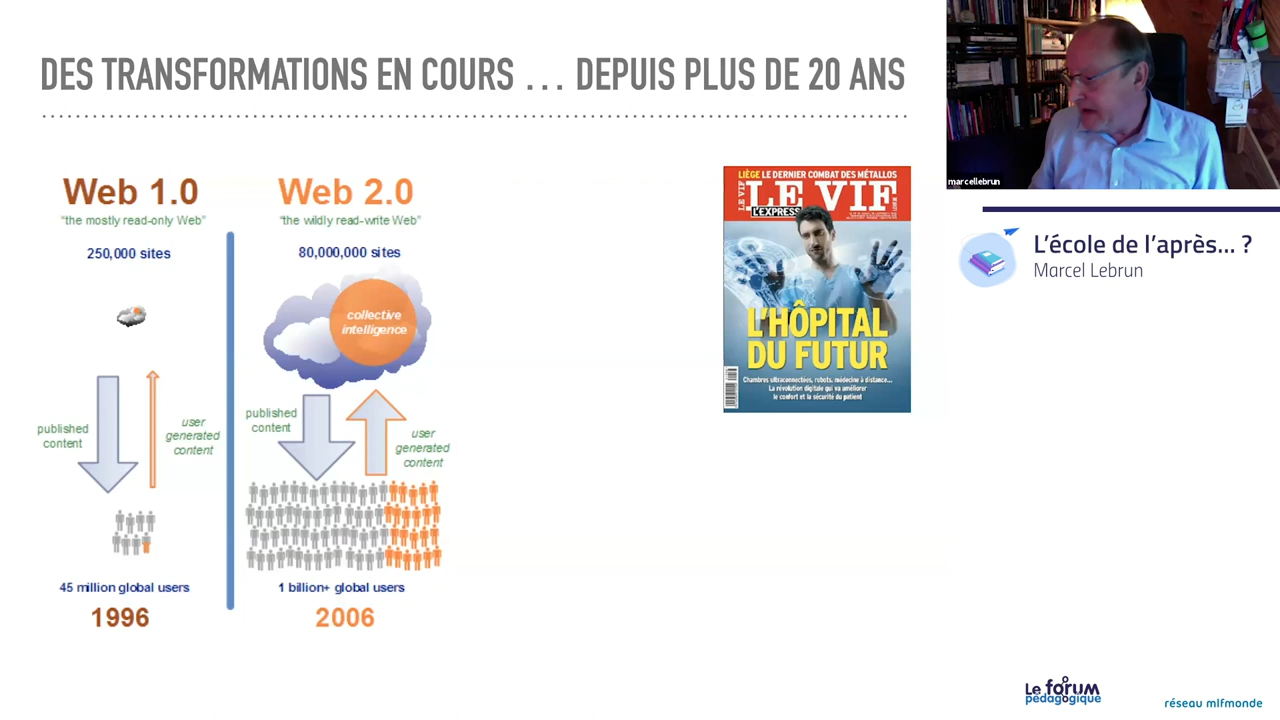 DES TRANSFORMATIONS EN COURS ... DEPUIS PLUS DE 20 ANS
marcellebrun
L'école de l'après... ?
Marcel Lebrun
Web 1.0
"the mostly read-only Web"
250,000 sites
published
content
user
generated
content
45 million global users
1996
Web 2.0
"the wildly read-write Web"
80,000,000 sites
collective
intelligence
published
content
user
generated
content
1 billion+ global users
2006
LIÈGE LE DERNIER COMBAT DES MÉTALLOS
LE VIF
LE VIF
L'EXPRESS
L'HÔPITAL
DU FUTUR
Chambres ultraconnectées, robots, médecine à distance...
La révolution digitale qui va améliorer
le confort et la sécurité du patient
Le forum
pédagogique
réseau mlfmonde